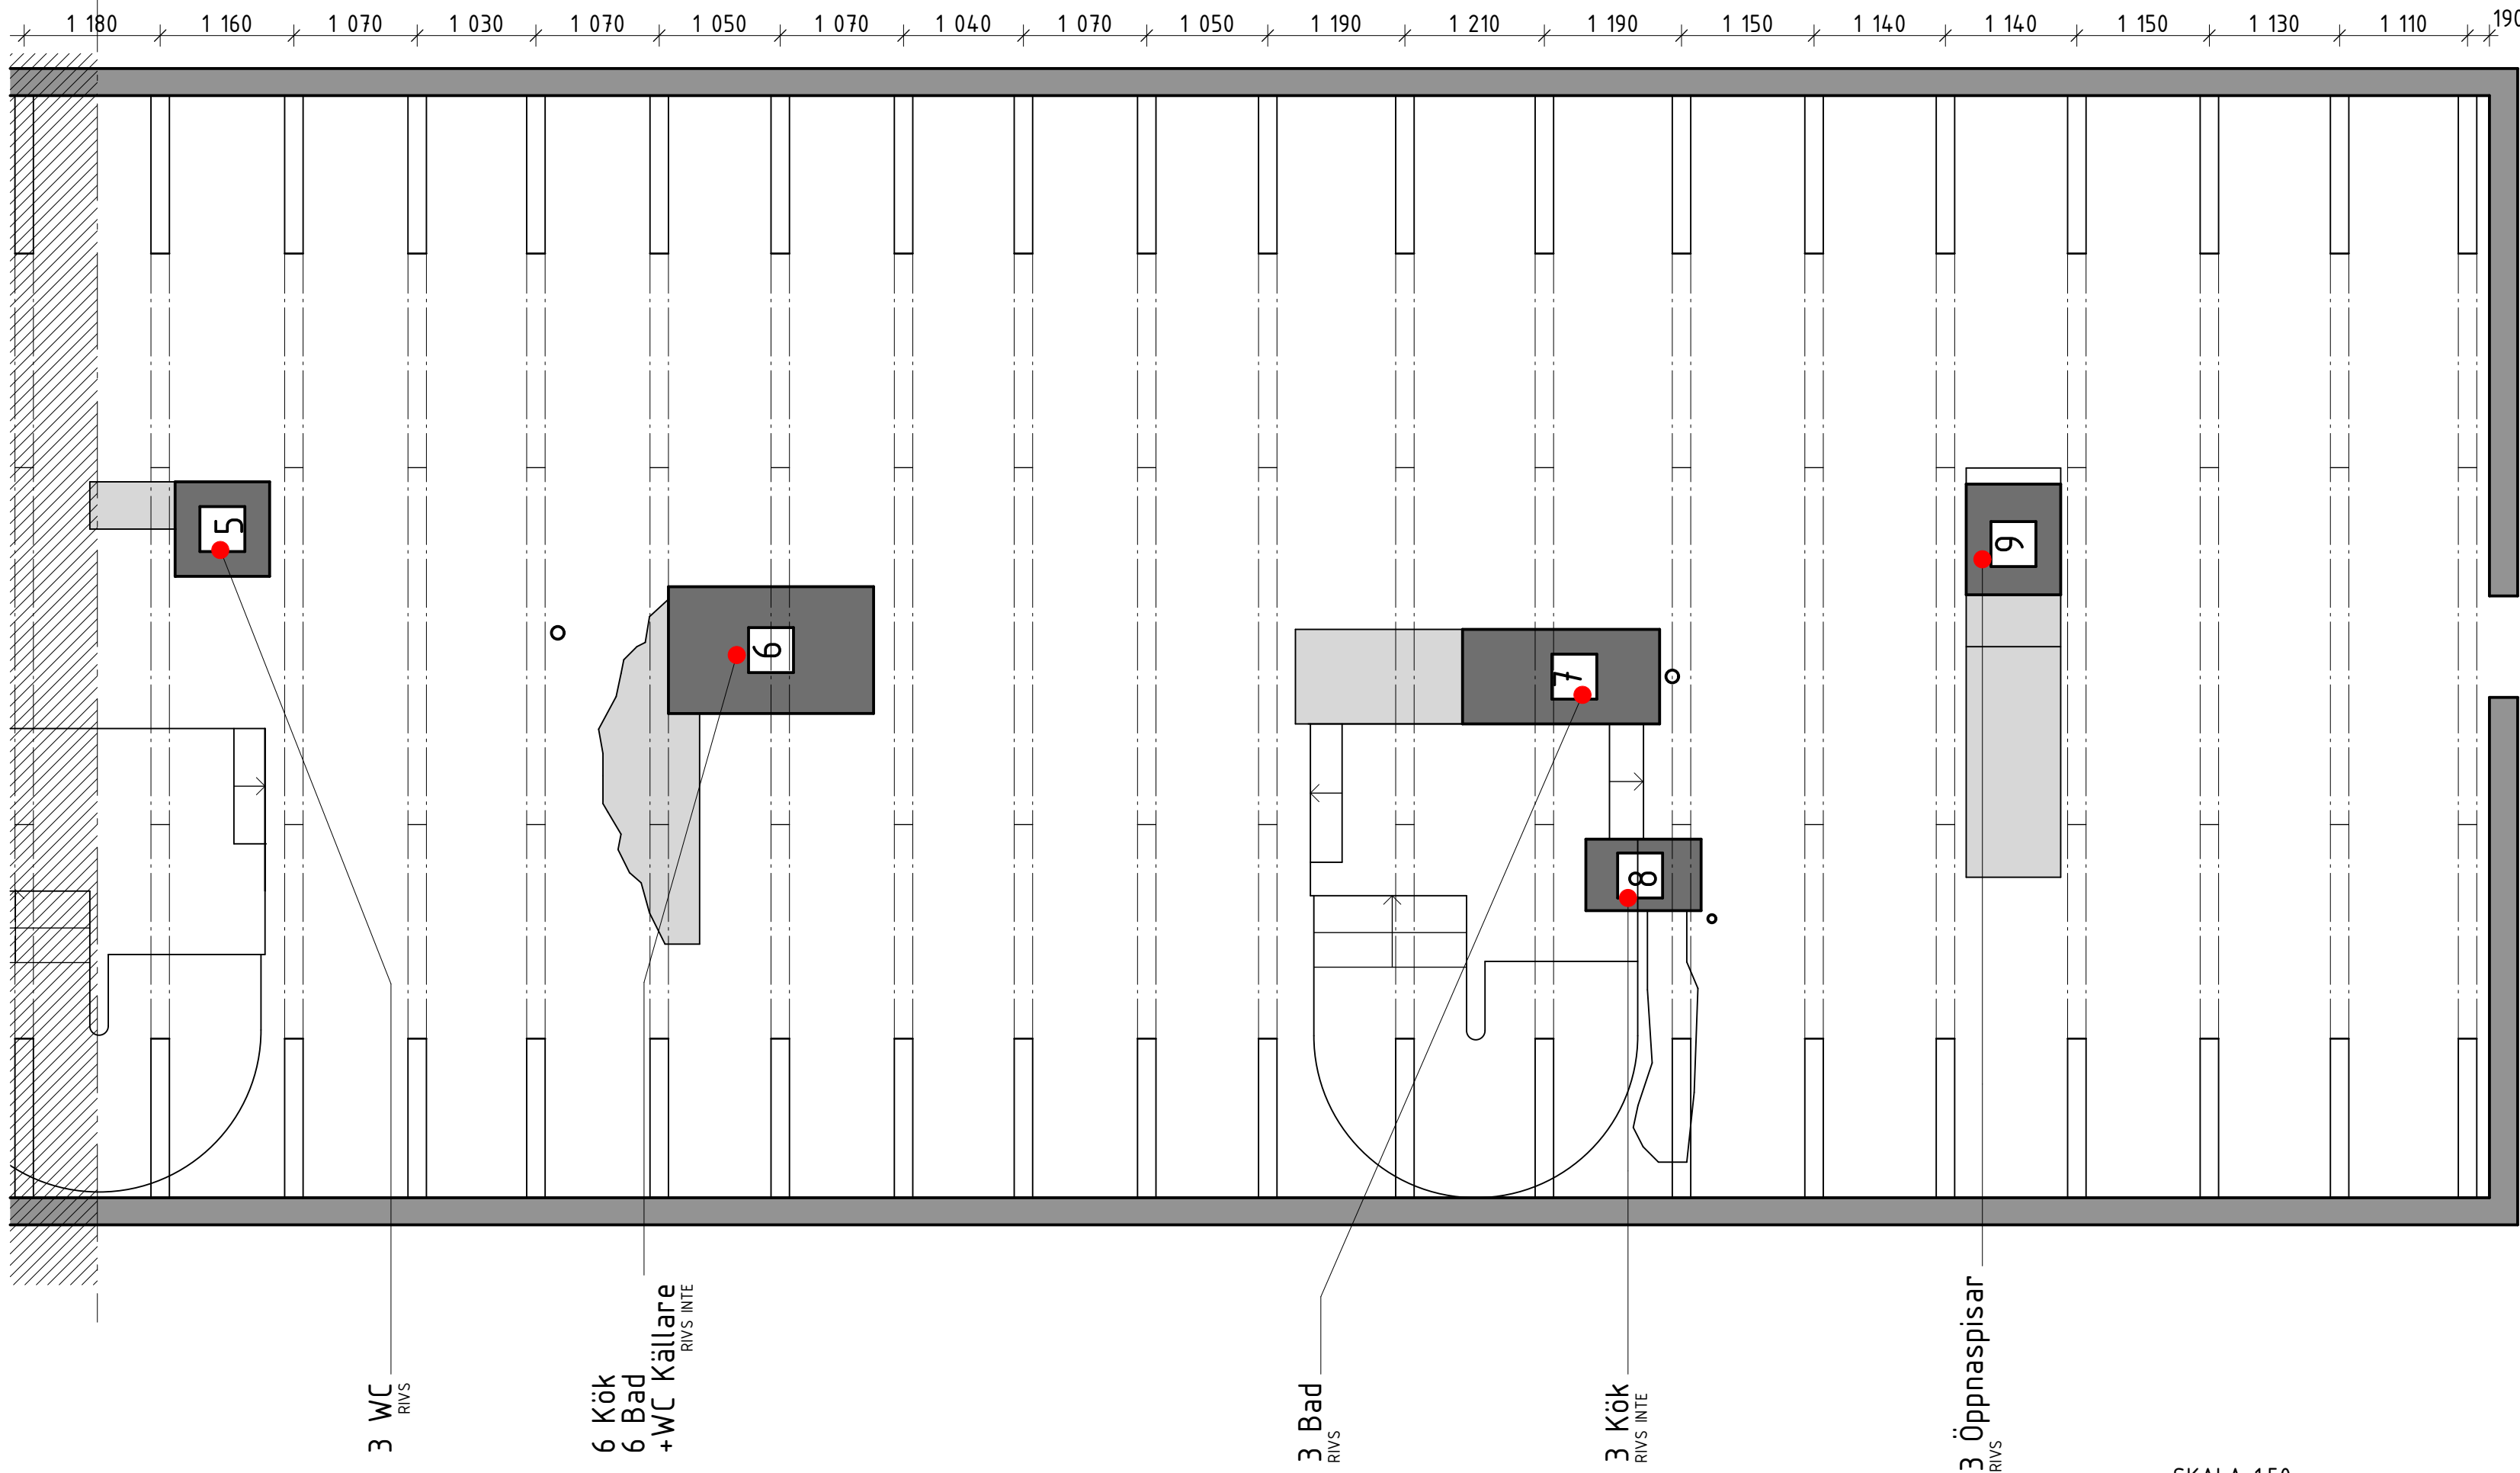 1 180 1 160 1 070 1 030 1 070 1 050 1 070 1 040 1 070 1 050 1 190 1 210 1 190 1 150 1 140 1 140 1 150 1 130 1 110 190
5
6
7
8
9
3 WC
RIVS
6 Kök
6 Bad
+WC Källare
RIVS INTE
3 Bad
RIVS
3 Kök
RIVS INTE
3 Öppnaspisar
RIVS